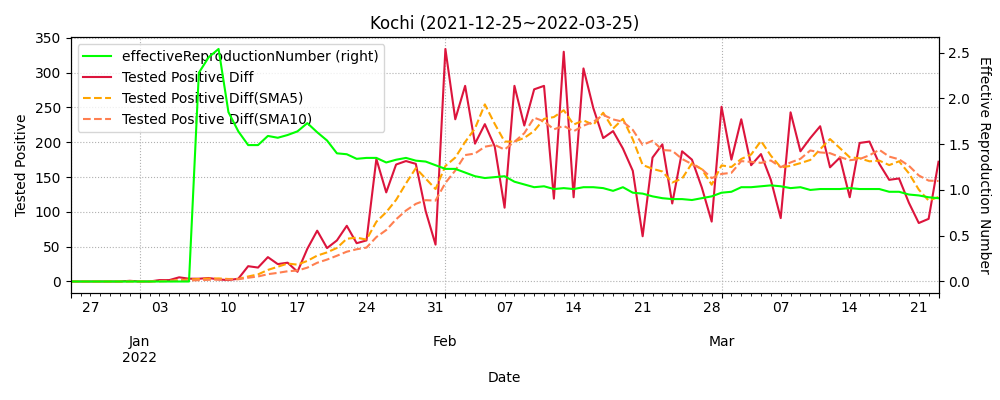 Kochi (2021-12-25~2022-03-25)
effectiveReproductionNumber (right)
Tested Positive Diff
Tested Positive Diff(SMA5)
Tested Positive Diff(SMA10)
Tested Positive
350
300
250
200
150
100
50
0
Effective Reproduction Number
2.5
2.0
1.5
1.0
0.5
0.0
27 03 10 17 24 31 07 14 21 28 07 14 21
Jan Feb Mar
2022
Date